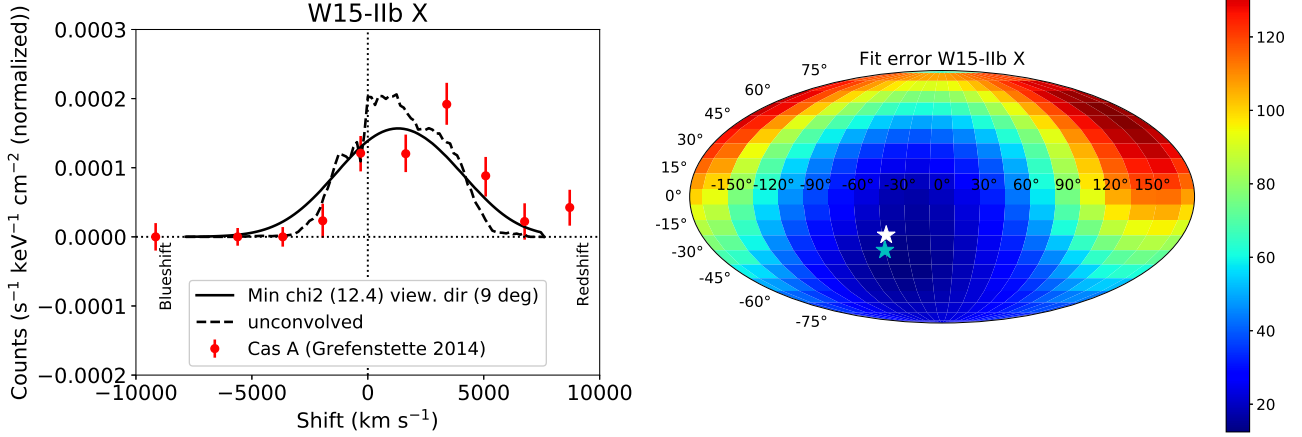 W15-IIb X
0.0003
0.0002
0.0001
0.0000
−0.0001
−0.0002
Counts (s⁻¹ keV⁻¹ cm⁻² (normalized))
Blueshift
Redshift
Min chi2 (12.4) view. dir (9 deg)
unconvolved
Cas A (Grefenstette 2014)
−10000 −5000 0 5000 10000
Shift (km s⁻¹)
Fit error W15-IIb X
75°
60°
45°
30°
15°
0°
-15°
-30°
-45°
-60°
-75°
-150° -120° -90° -60° -30° 0° 30° 60° 90° 120° 150°
120
100
80
60
40
20